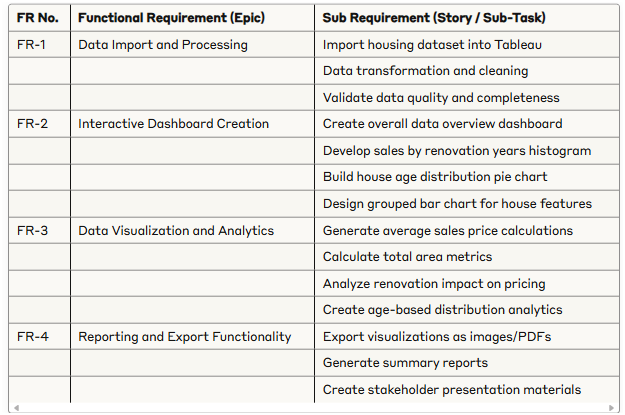 FR No. Functional Requirement (Epic) Sub Requirement (Story / Sub-Task)
FR-1 Data Import and Processing Import housing dataset into Tableau
Data transformation and cleaning
Validate data quality and completeness
FR-2 Interactive Dashboard Creation Create overall data overview dashboard
Develop sales by renovation years histogram
Build house age distribution pie chart
Design grouped bar chart for house features
FR-3 Data Visualization and Analytics Generate average sales price calculations
Calculate total area metrics
Analyze renovation impact on pricing
Create age-based distribution analytics
FR-4 Reporting and Export Functionality Export visualizations as images/PDFs
Generate summary reports
Create stakeholder presentation materials